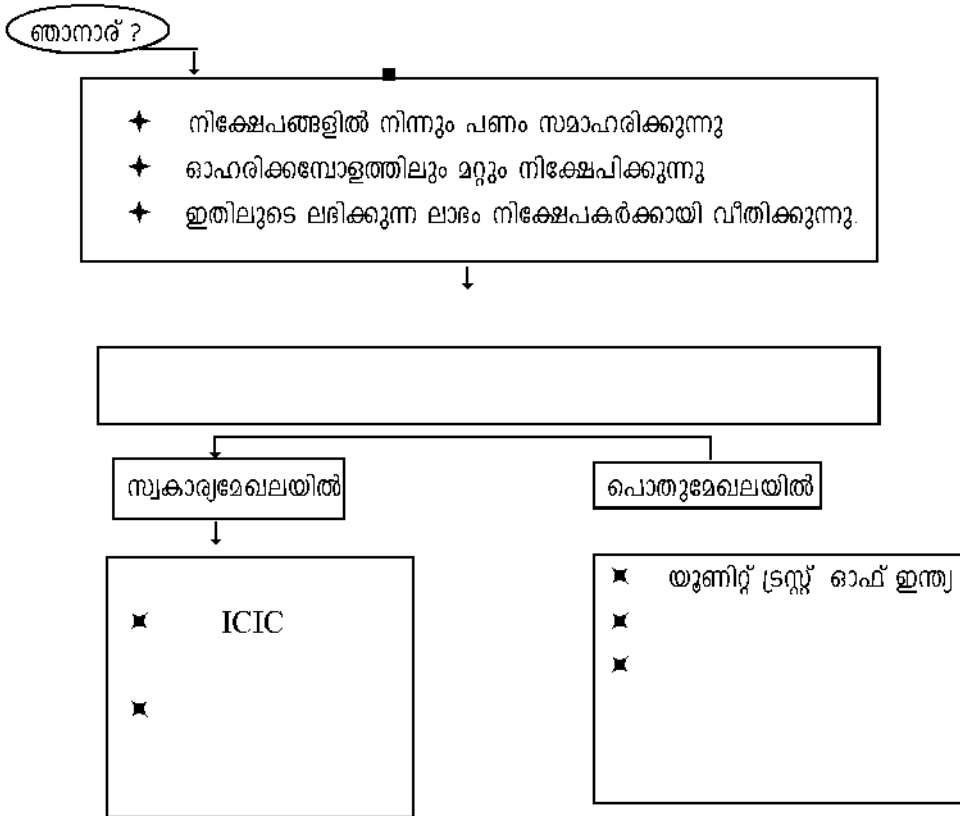 ഞാനാര് ?
നിക്ഷേപങ്ങളിൽ നിന്നും പണം സമാഹരിക്കുന്നു
ഓഹരിക്കമ്പോളത്തിലും മറ്റും നിക്ഷേപിക്കുന്നു
ഇതിലുടെ ലഭിക്കുന്ന ലാഭം നിക്ഷേപകർക്കായി വീതിക്കുന്നു.
സ്വകാര്യമേഖലയിൽ
പൊതുമേഖലയിൽ
ICIC
യൂണിറ്റ് ട്രസ്റ്റ് ഓഫ് ഇന്ത്യ